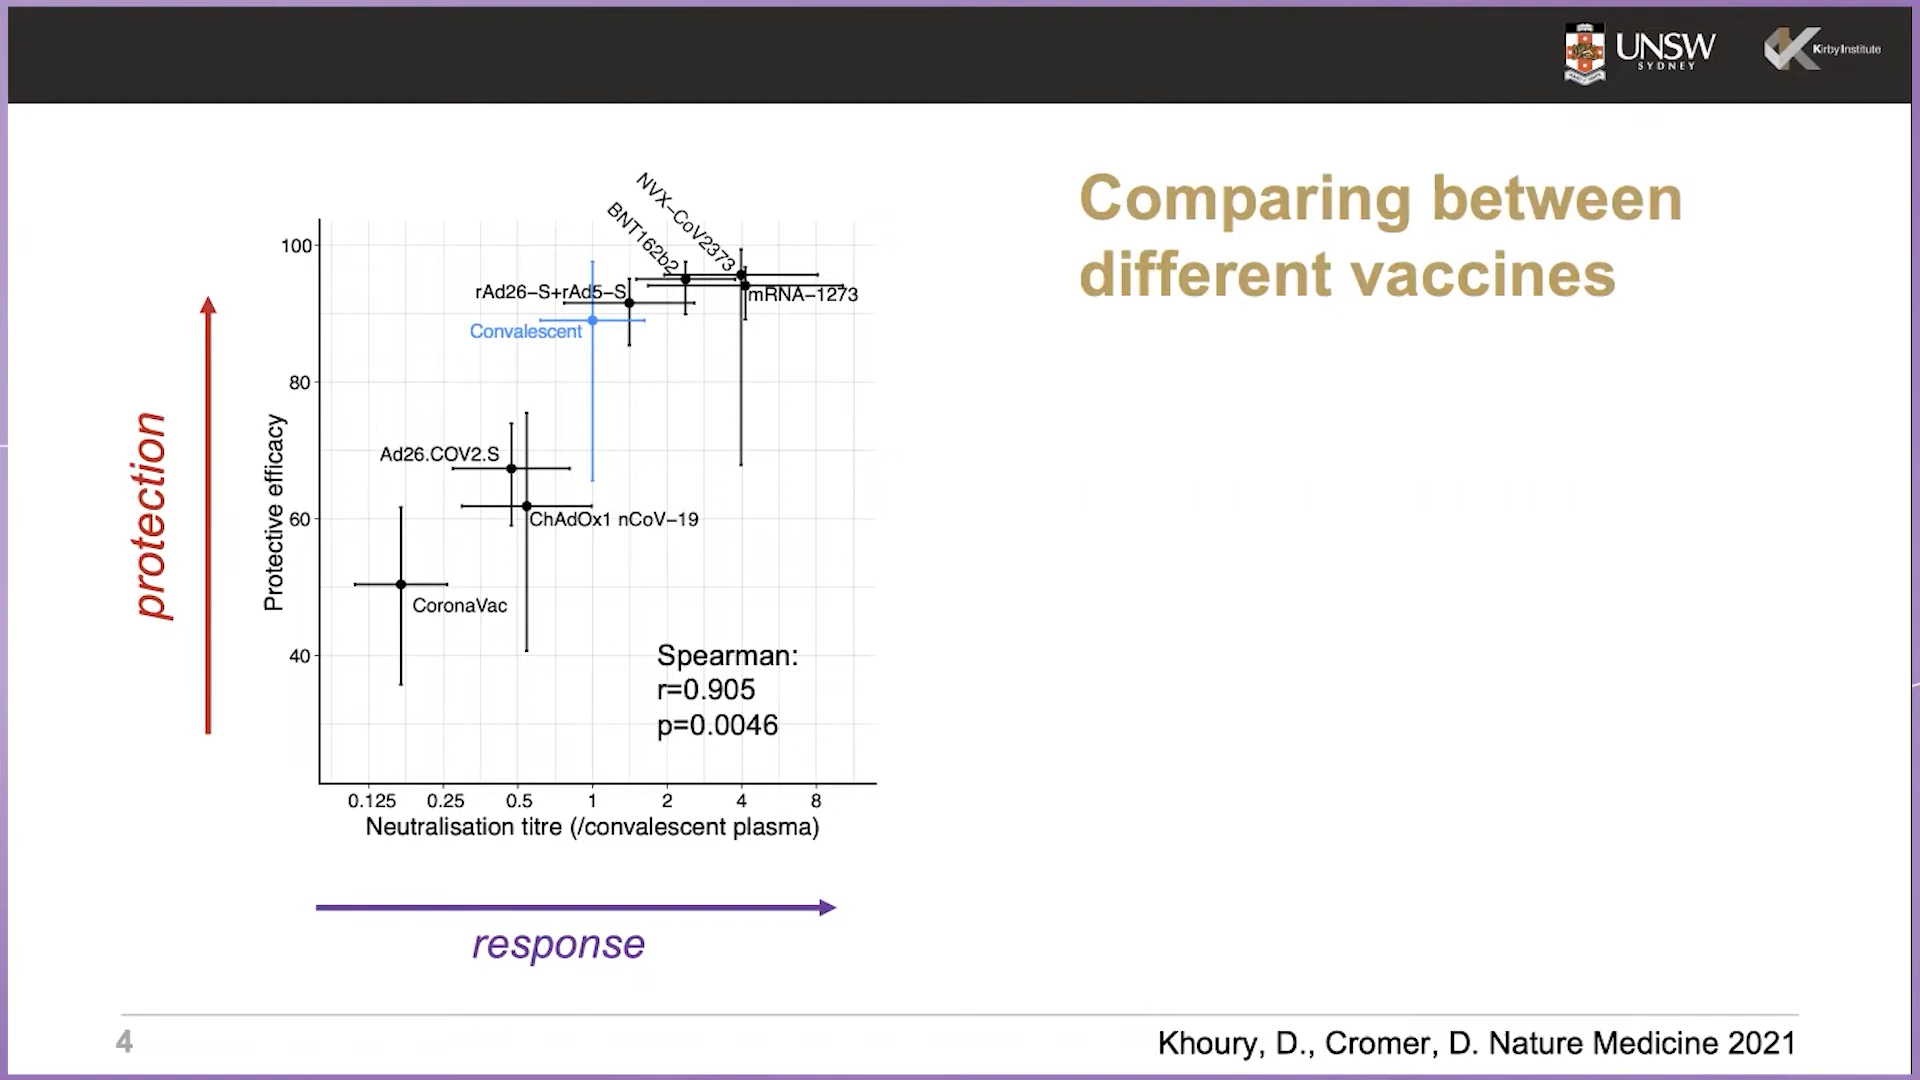 UNSW
SYDNEY
Kirby Institute
Comparing between
different vaccines
protection
Protective efficacy
100
80
60
40
NVX−CoV2373
BNT162b2
rAd26−S+rAd5−S
mRNA−1273
Convalescent
Ad26.COV2.S
ChAdOx1 nCoV−19
CoronaVac
Spearman:
r=0.905
p=0.0046
0.125 0.25 0.5 1 2 4 8
Neutralisation titre (/convalescent plasma)
response
4
Khoury, D., Cromer, D. Nature Medicine 2021